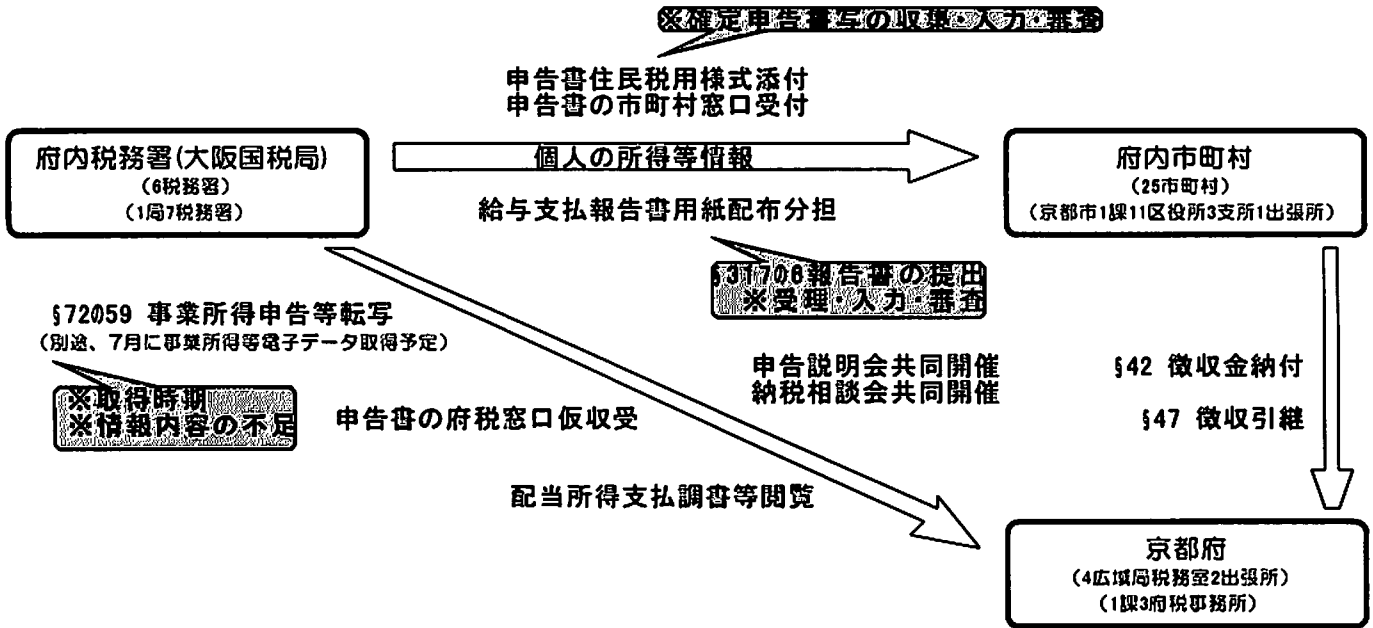 ※確定申告書写の収集・入力・審査
申告書住民税用様式添付
申告書の市町村窓口受付
府内税務署(大阪国税局)
(6税務署)
(1局7税務署)
個人の所得等情報
府内市町村
(25市町村)
(京都市1課11区役所3支所1出張所)
給与支払報告書用紙配布分担
§317の6報告書の提出
※受理・入力・審査
§72の59 事業所得申告等転写
(別途、7月に事業所得等電子データ取得予定)
※取得時期
※情報内容の不足
申告書の府税窓口仮収受
申告説明会共同開催
納税相談会共同開催
§42 徴収金納付
§47 徴収引継
配当所得支払調書等閲覧
京都府
(4広域局税務室2出張所)
(1課3府税事務所)